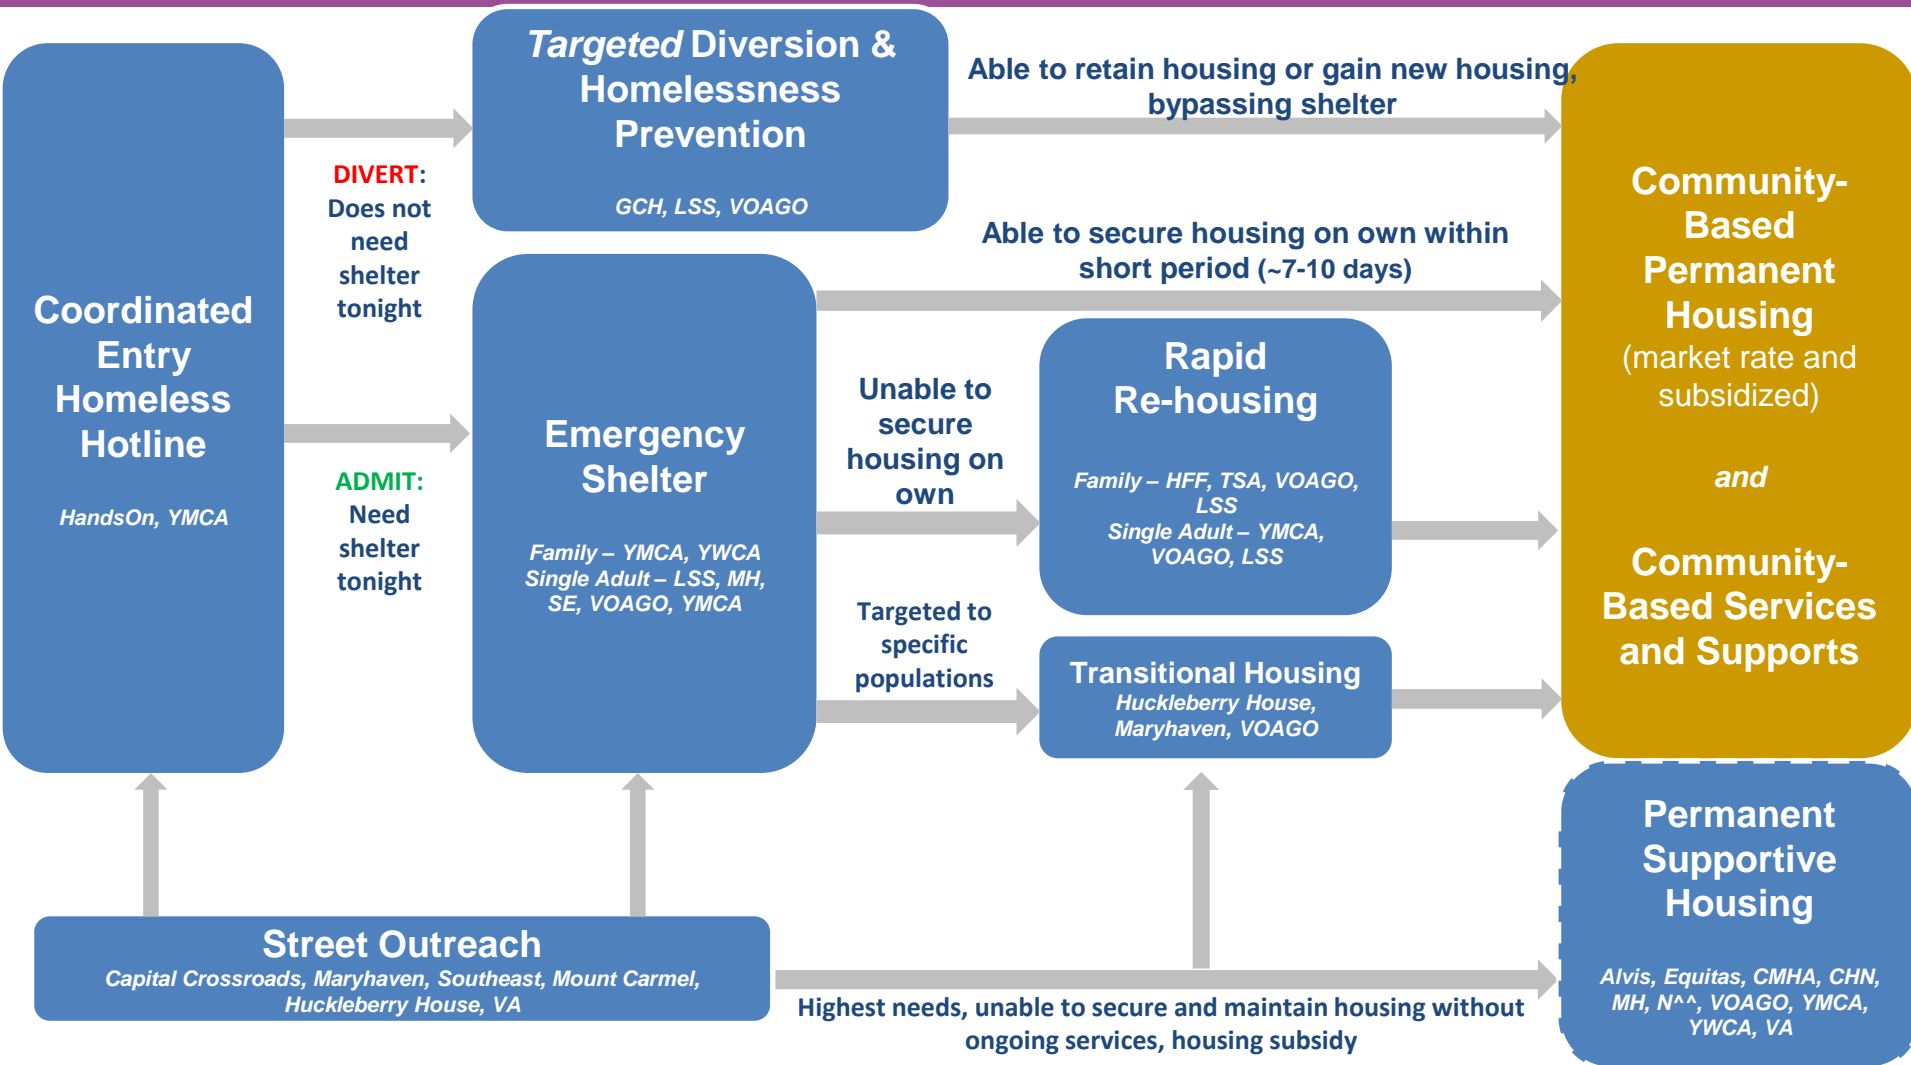 Coordinated
Entry
Homeless
Hotline
HandsOn, YMCA
DIVERT:
Does not
need
shelter
tonight
ADMIT:
Need
shelter
tonight
Targeted Diversion &
Homelessness
Prevention
GCH, LSS, VOAGO
Able to retain housing or gain new housing,
bypassing shelter
Emergency
Shelter
Family – YMCA, YWCA
Single Adult – LSS, MH,
SE, VOAGO, YMCA
Able to secure housing on own within
short period (~7-10 days)
Unable to
secure
housing on
own
Rapid
Re-housing
Family – HFF, TSA, VOAGO,
LSS
Single Adult – YMCA,
VOAGO, LSS
Targeted to
specific
populations
Transitional Housing
Huckleberry House,
Maryhaven, VOAGO
Community-
Based
Permanent
Housing
(market rate and
subsidized)
and
Community-
Based Services
and Supports
Street Outreach
Capital Crossroads, Maryhaven, Southeast, Mount Carmel,
Huckleberry House, VA
Highest needs, unable to secure and maintain housing without
ongoing services, housing subsidy
Permanent
Supportive
Housing
Alvis, Equitas, CMHA, CHN,
MH, N^^, VOAGO, YMCA,
YWCA, VA